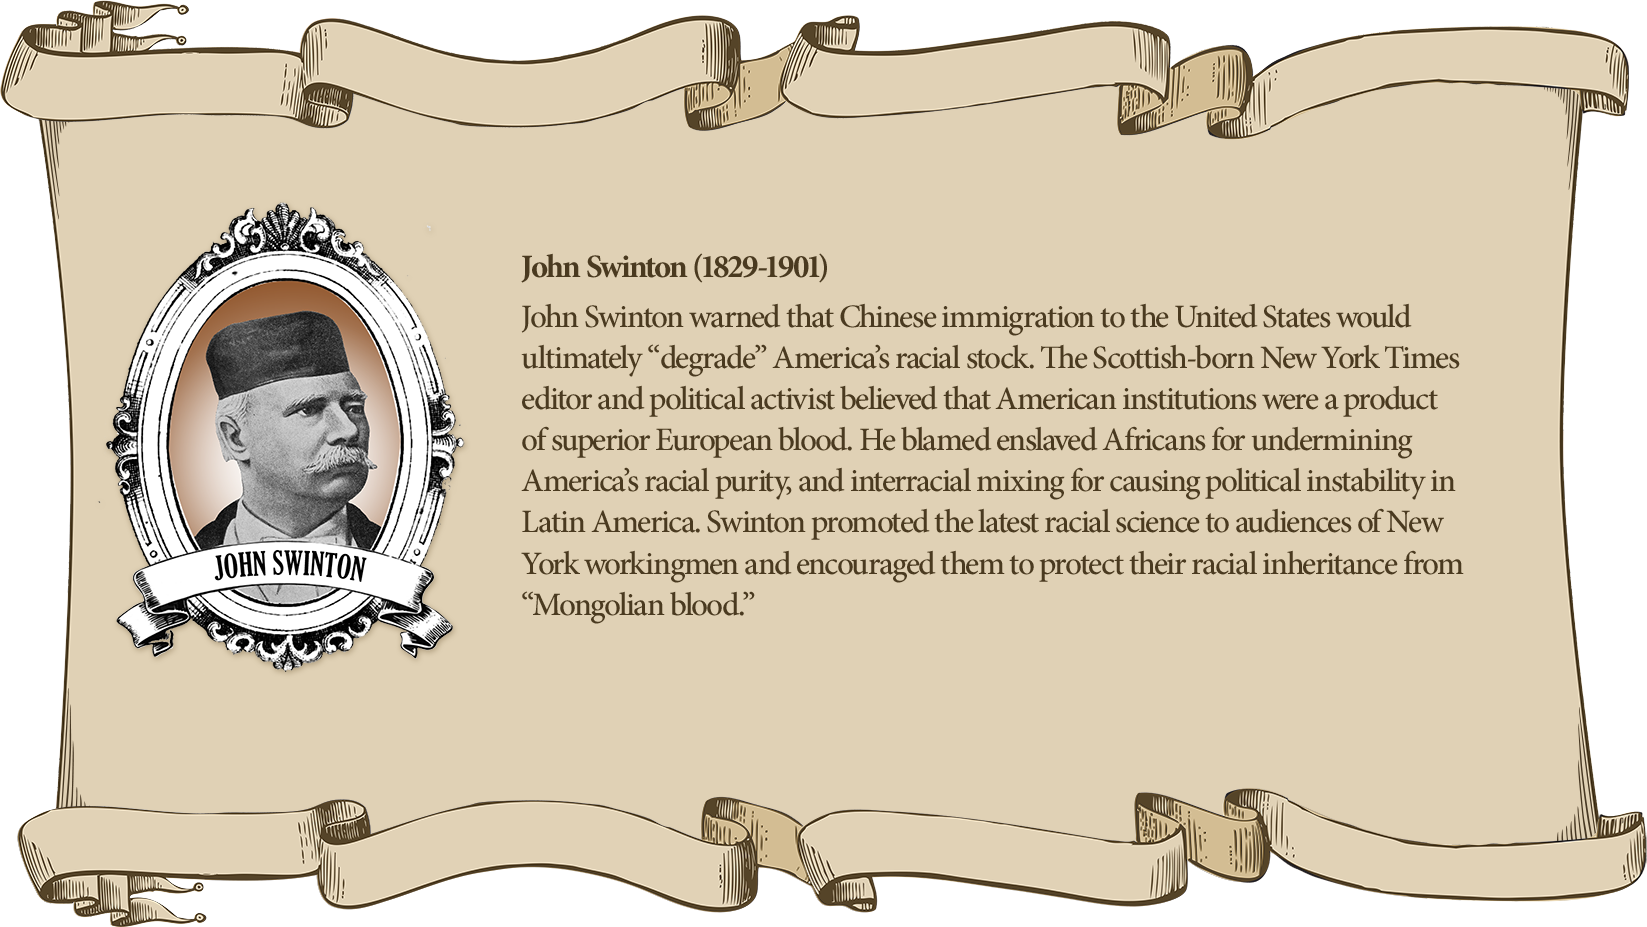 John Swinton (1829-1901)
John Swinton warned that Chinese immigration to the United States would
ultimately “degrade” America’s racial stock. The Scottish-born New York Times
editor and political activist believed that American institutions were a product
of superior European blood. He blamed enslaved Africans for undermining
America’s racial purity, and interracial mixing for causing political instability in
Latin America. Swinton promoted the latest racial science to audiences of New
York workingmen and encouraged them to protect their racial inheritance from
“Mongolian blood.”
JOHN SWINTON